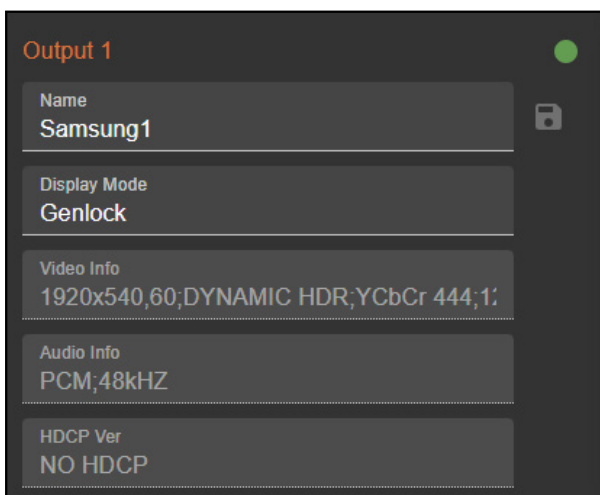 Output 1
Name
Samsung1
Display Mode
Genlock
Video Info
1920x540,60;DYNAMIC HDR;YCbCr 444;12
Audio Info
PCM;48kHZ
HDCP Ver
NO HDCP